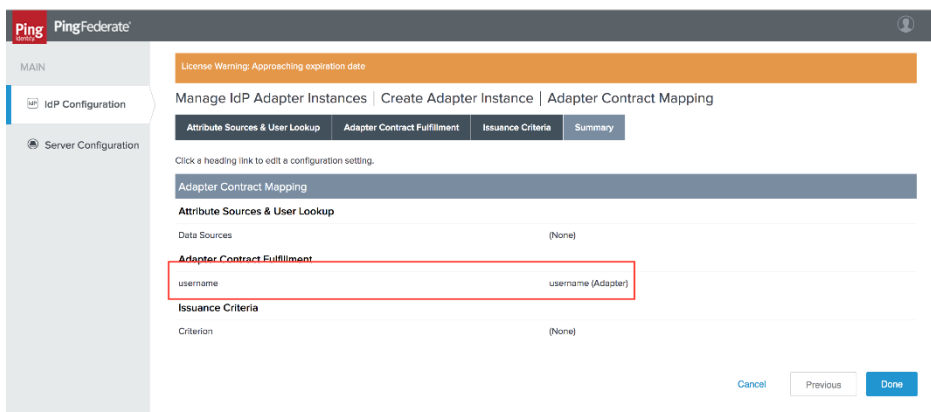 Ping Identity PingFederate®
MAIN
License Warning: Approaching expiration date
IdP IdP Configuration
Manage IdP Adapter Instances | Create Adapter Instance | Adapter Contract Mapping
Attribute Sources & User Lookup Adapter Contract Fulfillment Issuance Criteria Summary
Server Configuration
Click a heading link to edit a configuration setting.
Adapter Contract Mapping
Attribute Sources & User Lookup
Data Sources (None)
Adapter Contract Fulfillment
username username (Adapter)
Issuance Criteria
Criterion (None)
Cancel Previous Done